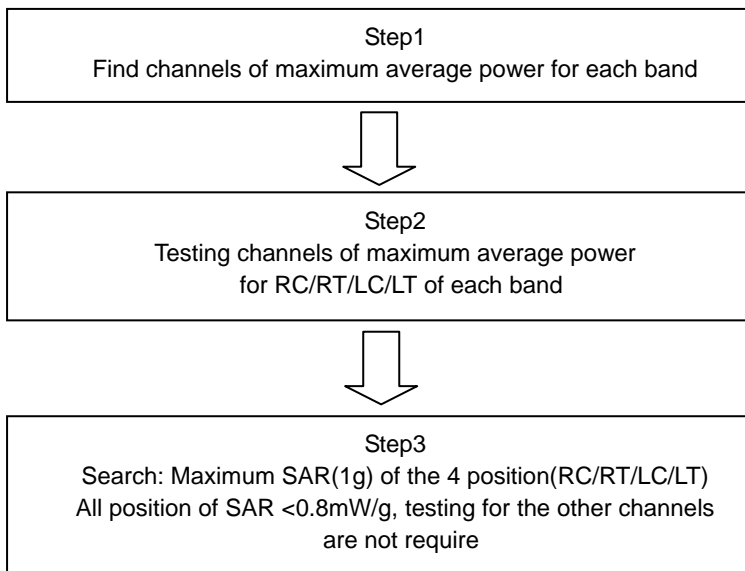 Step1
Find channels of maximum average power for each band
Step2
Testing channels of maximum average power
for RC/RT/LC/LT of each band
Step3
Search: Maximum SAR(1g) of the 4 position(RC/RT/LC/LT)
All position of SAR <0.8mW/g, testing for the other channels
are not require